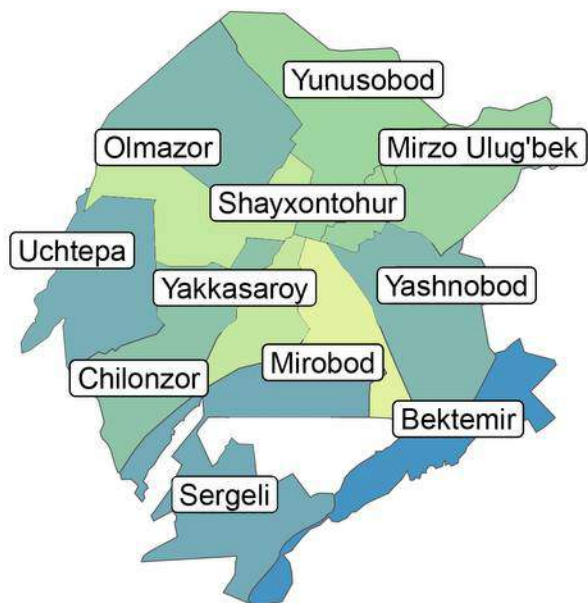 Yunusobod
Olmazor
Mirzo Ulug'bek
Shayxontohur
Uchtepa
Yakkasaroy
Yashnobod
Mirobod
Chilonzor
Bektemir
Sergeli